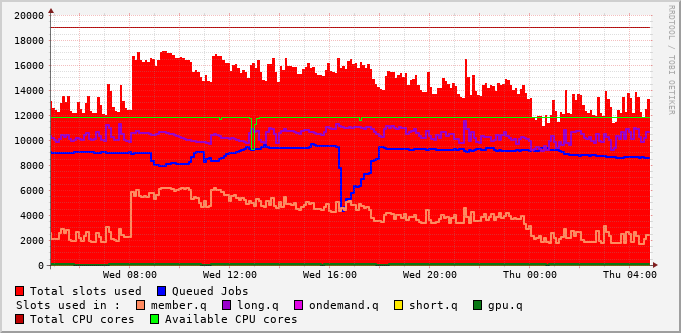 20000
18000
16000
14000
12000
10000
8000
6000
4000
2000
0
Wed 08:00 Wed 12:00 Wed 16:00 Wed 20:00 Thu 00:00 Thu 04:00
RRDTOOL / TOBI OETIKER
Total slots used Queued Jobs
Slots used in : member.q long.q ondemand.q short.q gpu.q
Total CPU cores Available CPU cores